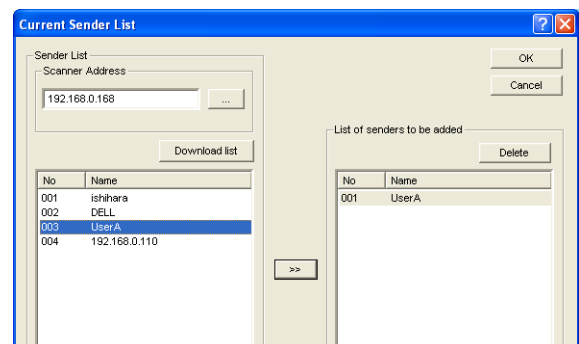 Current Sender List
Sender List
Scanner Address
192.168.0.168
...
Download list
No Name
001 ishihara
002 DELL
003 UserA
004 192.168.0.110
>>
OK
Cancel
List of senders to be added
Delete
No Name
001 UserA